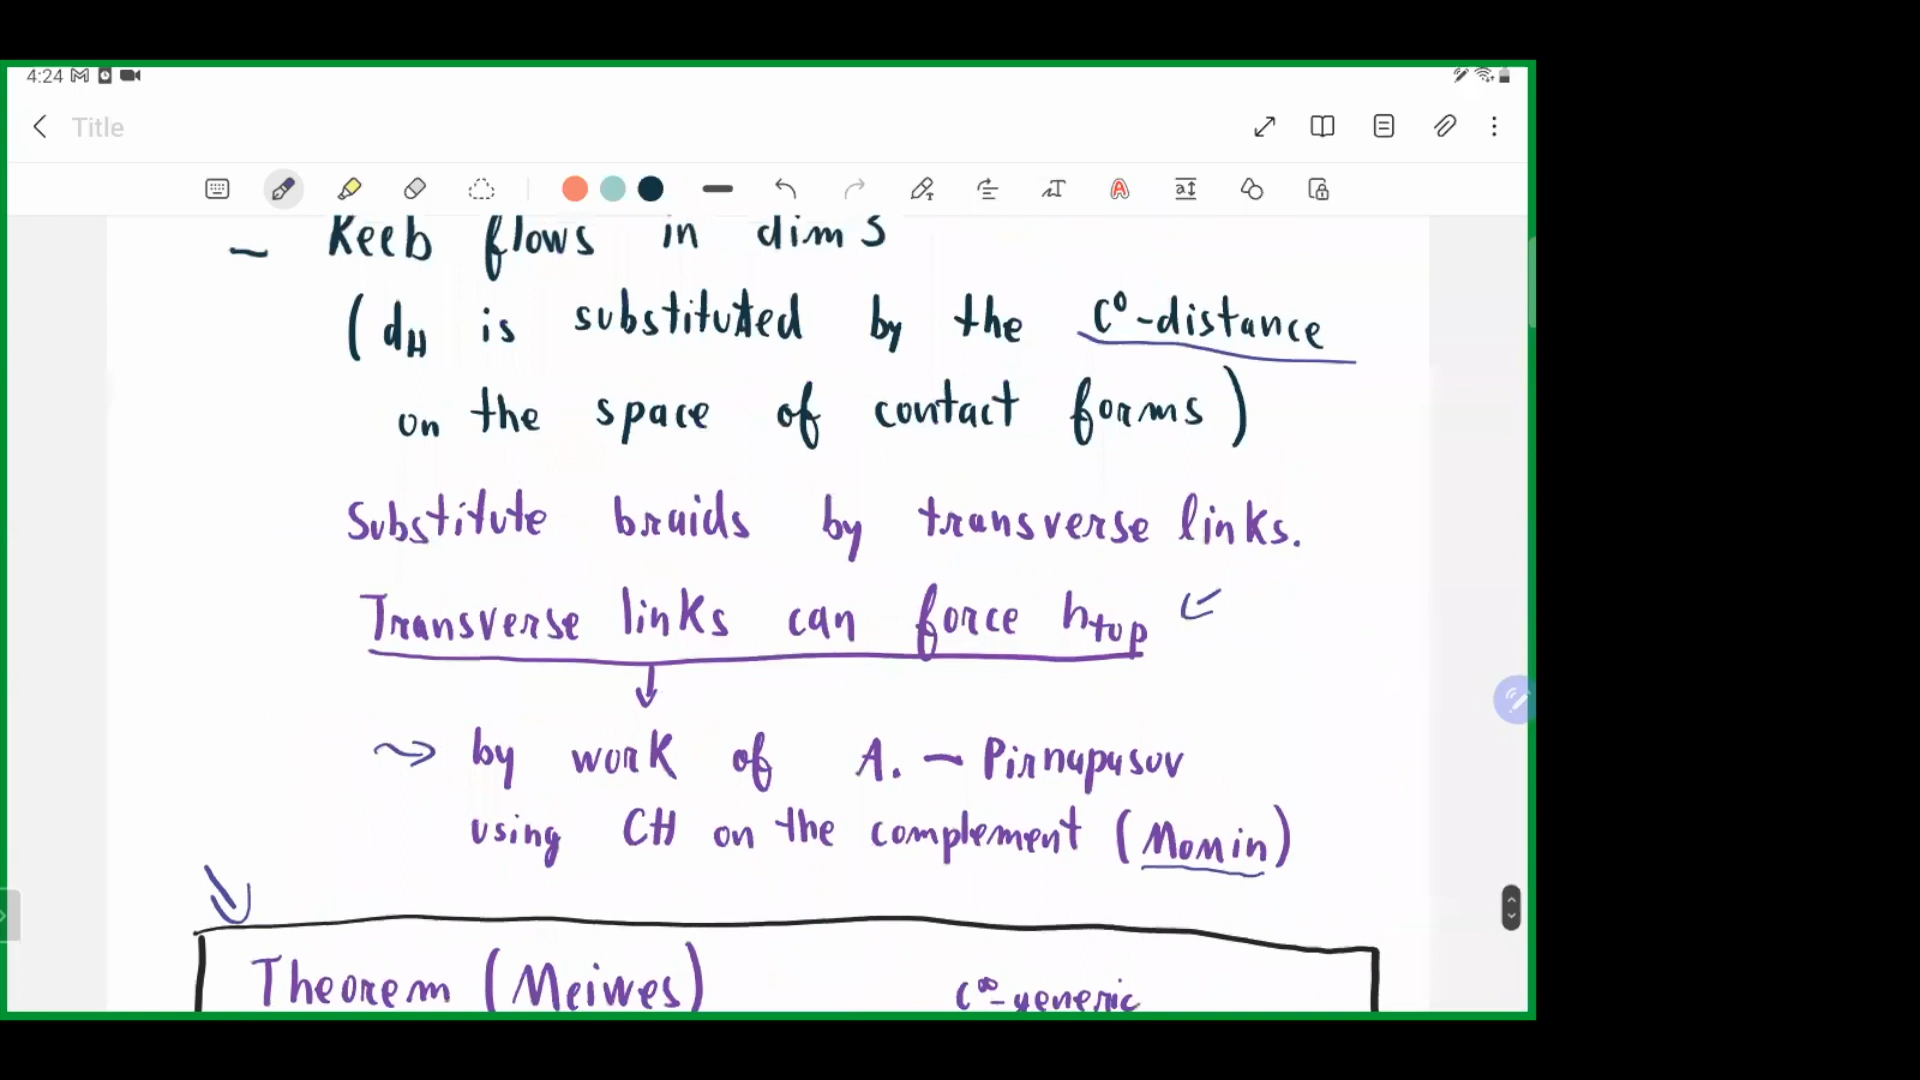 4:24
Title
– Reeb flows in dim 3
(d_H is substituted by the C⁰-distance
on the space of contact forms)
Substitute braids by transverse links.
Transverse links can force h_top
by work of A. – Pirnapasov
using CH on the complement (Momin)
Theorem (Meiwes) C^∞-generic